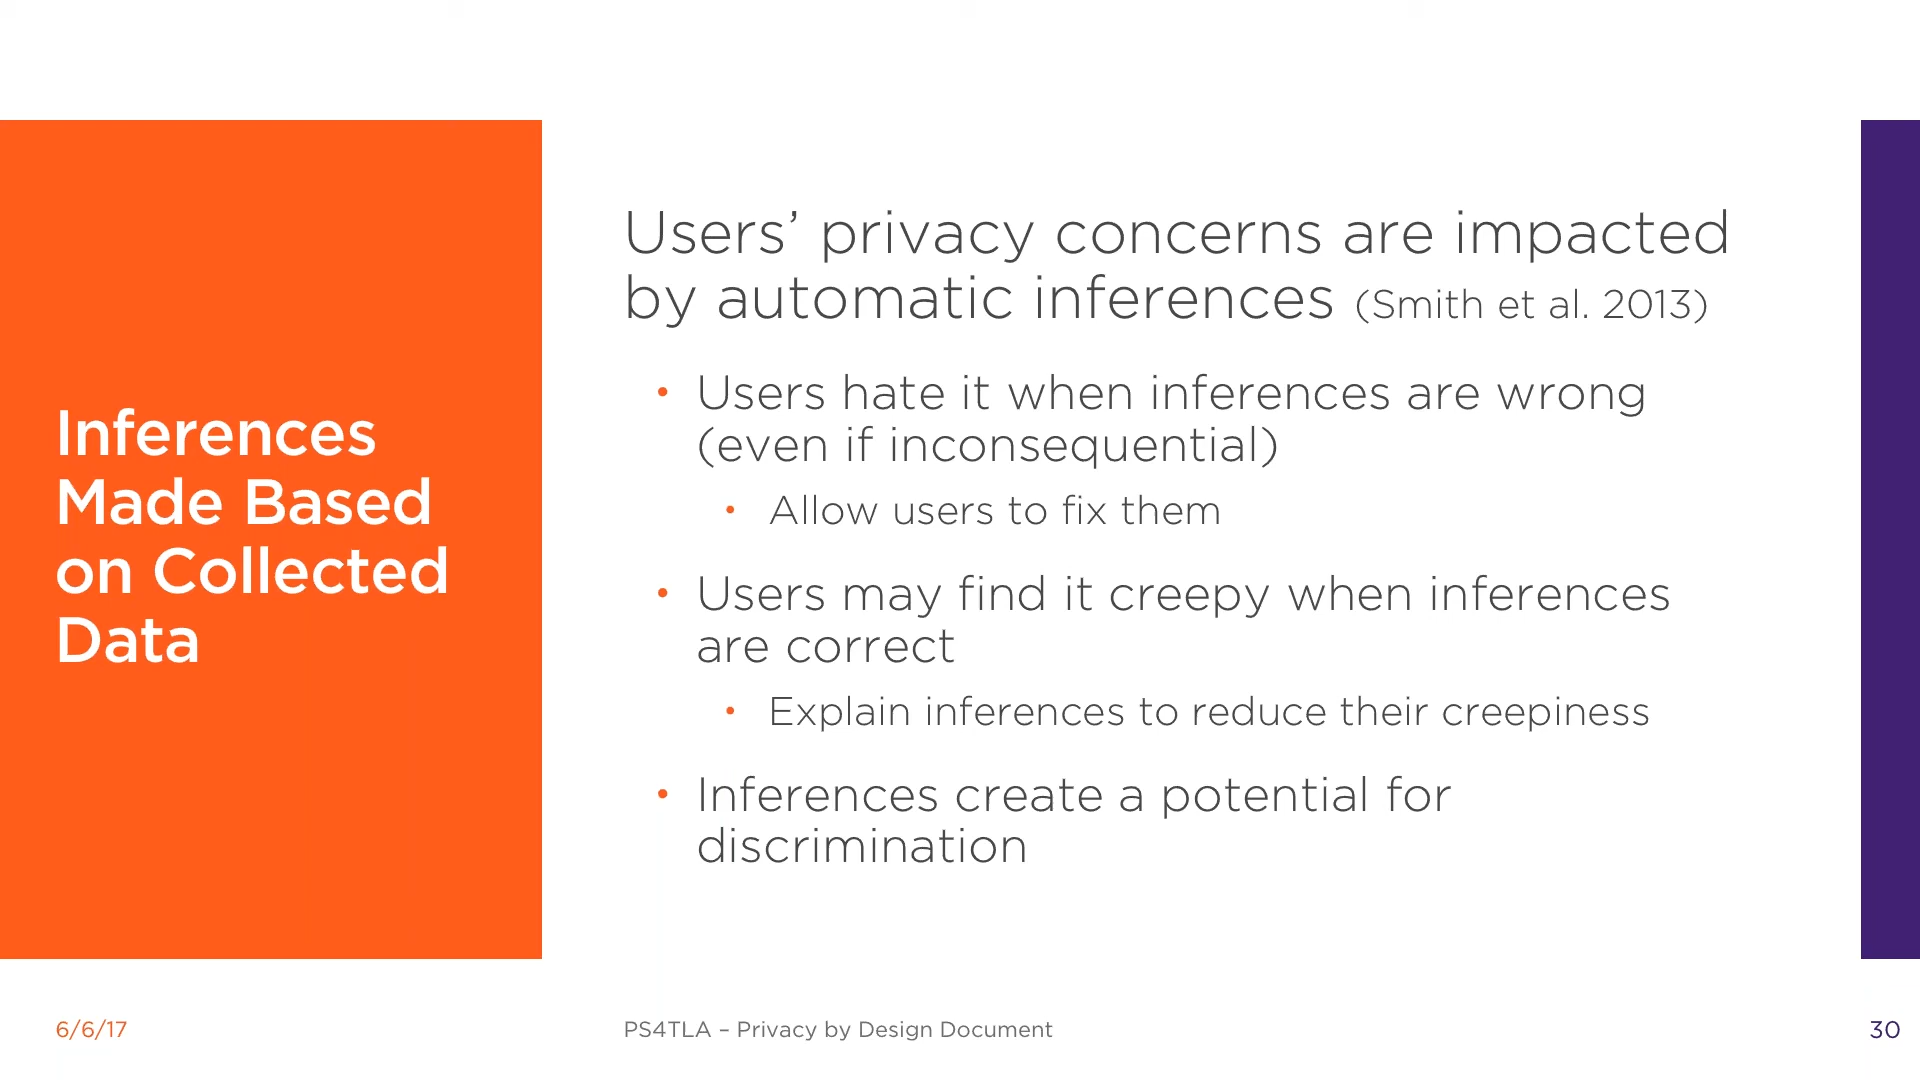 Inferences
Made Based
on Collected
Data
Users’ privacy concerns are impacted
by automatic inferences (Smith et al. 2013)
• Users hate it when inferences are wrong
(even if inconsequential)
• Allow users to fix them
• Users may find it creepy when inferences
are correct
• Explain inferences to reduce their creepiness
• Inferences create a potential for
discrimination
6/6/17
PS4TLA – Privacy by Design Document
30